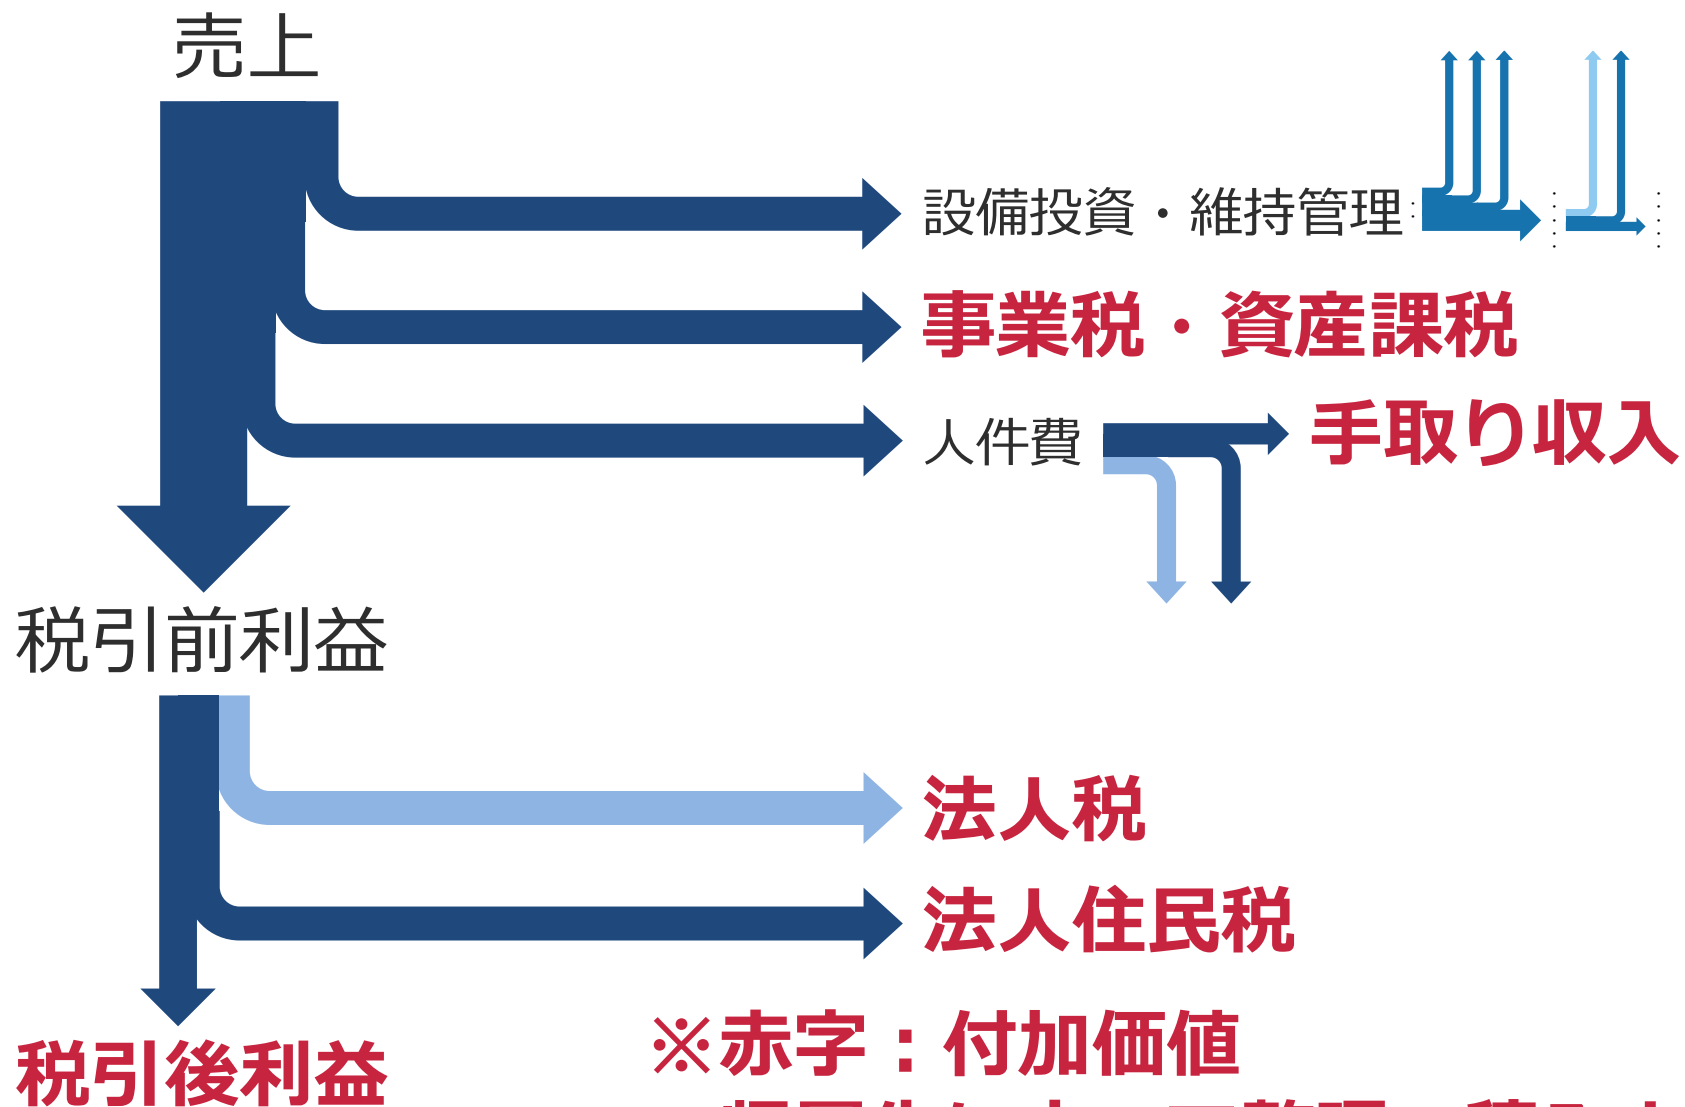 売上
設備投資・維持管理
事業税・資産課税
人件費
手取り収入
税引前利益
法人税
法人住民税
税引後利益
※赤字：付加価値